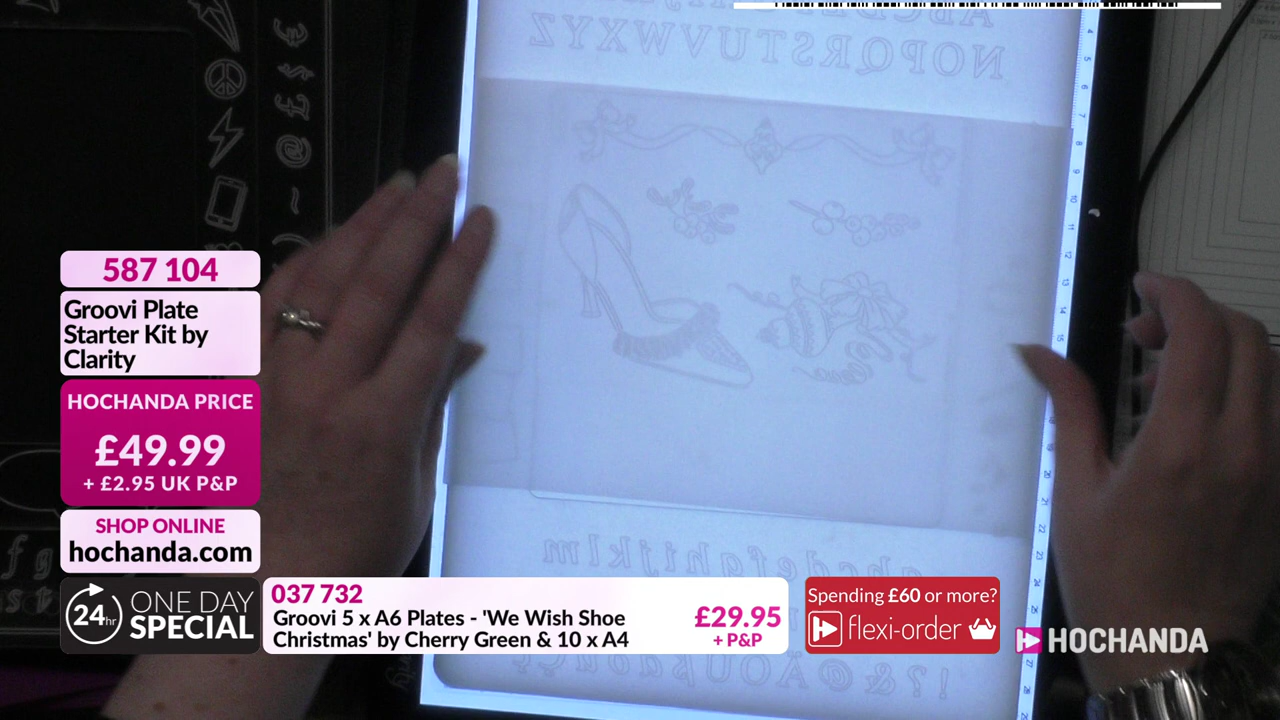 587 104
Groovi Plate
Starter Kit by
Clarity
HOCHANDA PRICE
£49.99
+ £2.95 UK P&P
SHOP ONLINE
hochanda.com
24hr ONE DAY
SPECIAL
037 732
Groovi 5 x A6 Plates - 'We Wish Shoe
Christmas' by Cherry Green & 10 x A4
£29.95
+ P&P
Spending £60 or more?
flexi-order
HOCHANDA
NOPQRSTUVWXYZ